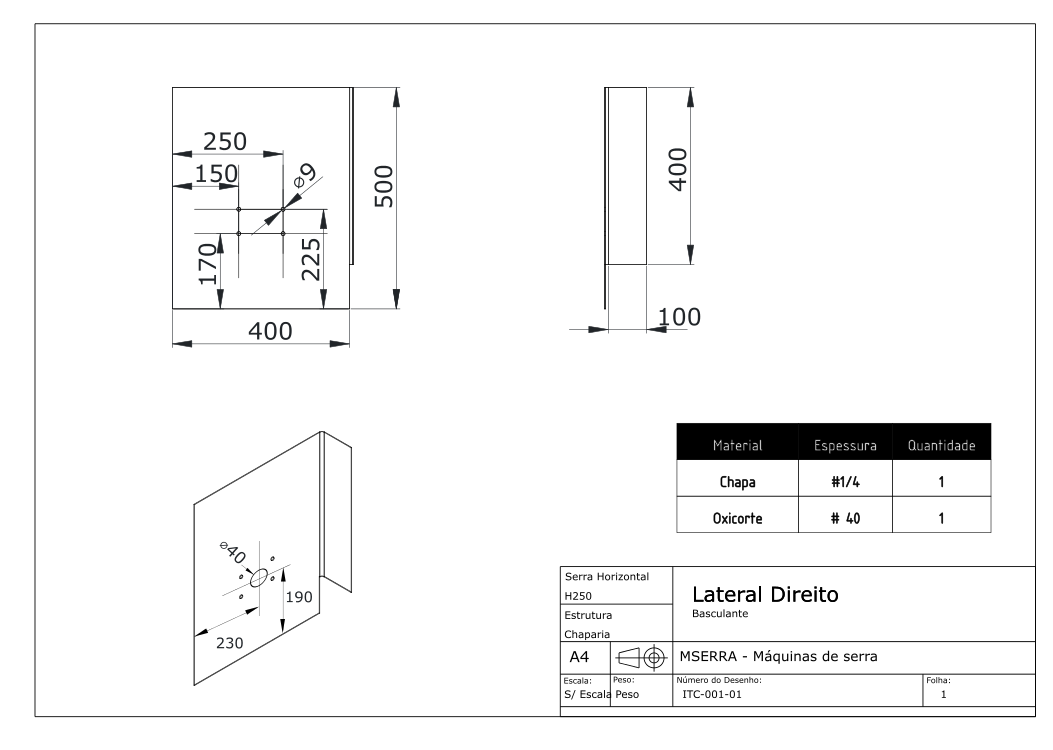 250
150
⌀9
500
170
225
400
400
100
⌀40
190
230
Material Espessura Quantidade
Chapa #1/4 1
Oxicorte # 40 1
Serra Horizontal
H250
Estrutura
Chaparia
Lateral Direito
Basculante
A4
MSERRA - Máquinas de serra
Escala: Peso: Número do Desenho: Folha:
S/ Escala Peso ITC-001-01 1